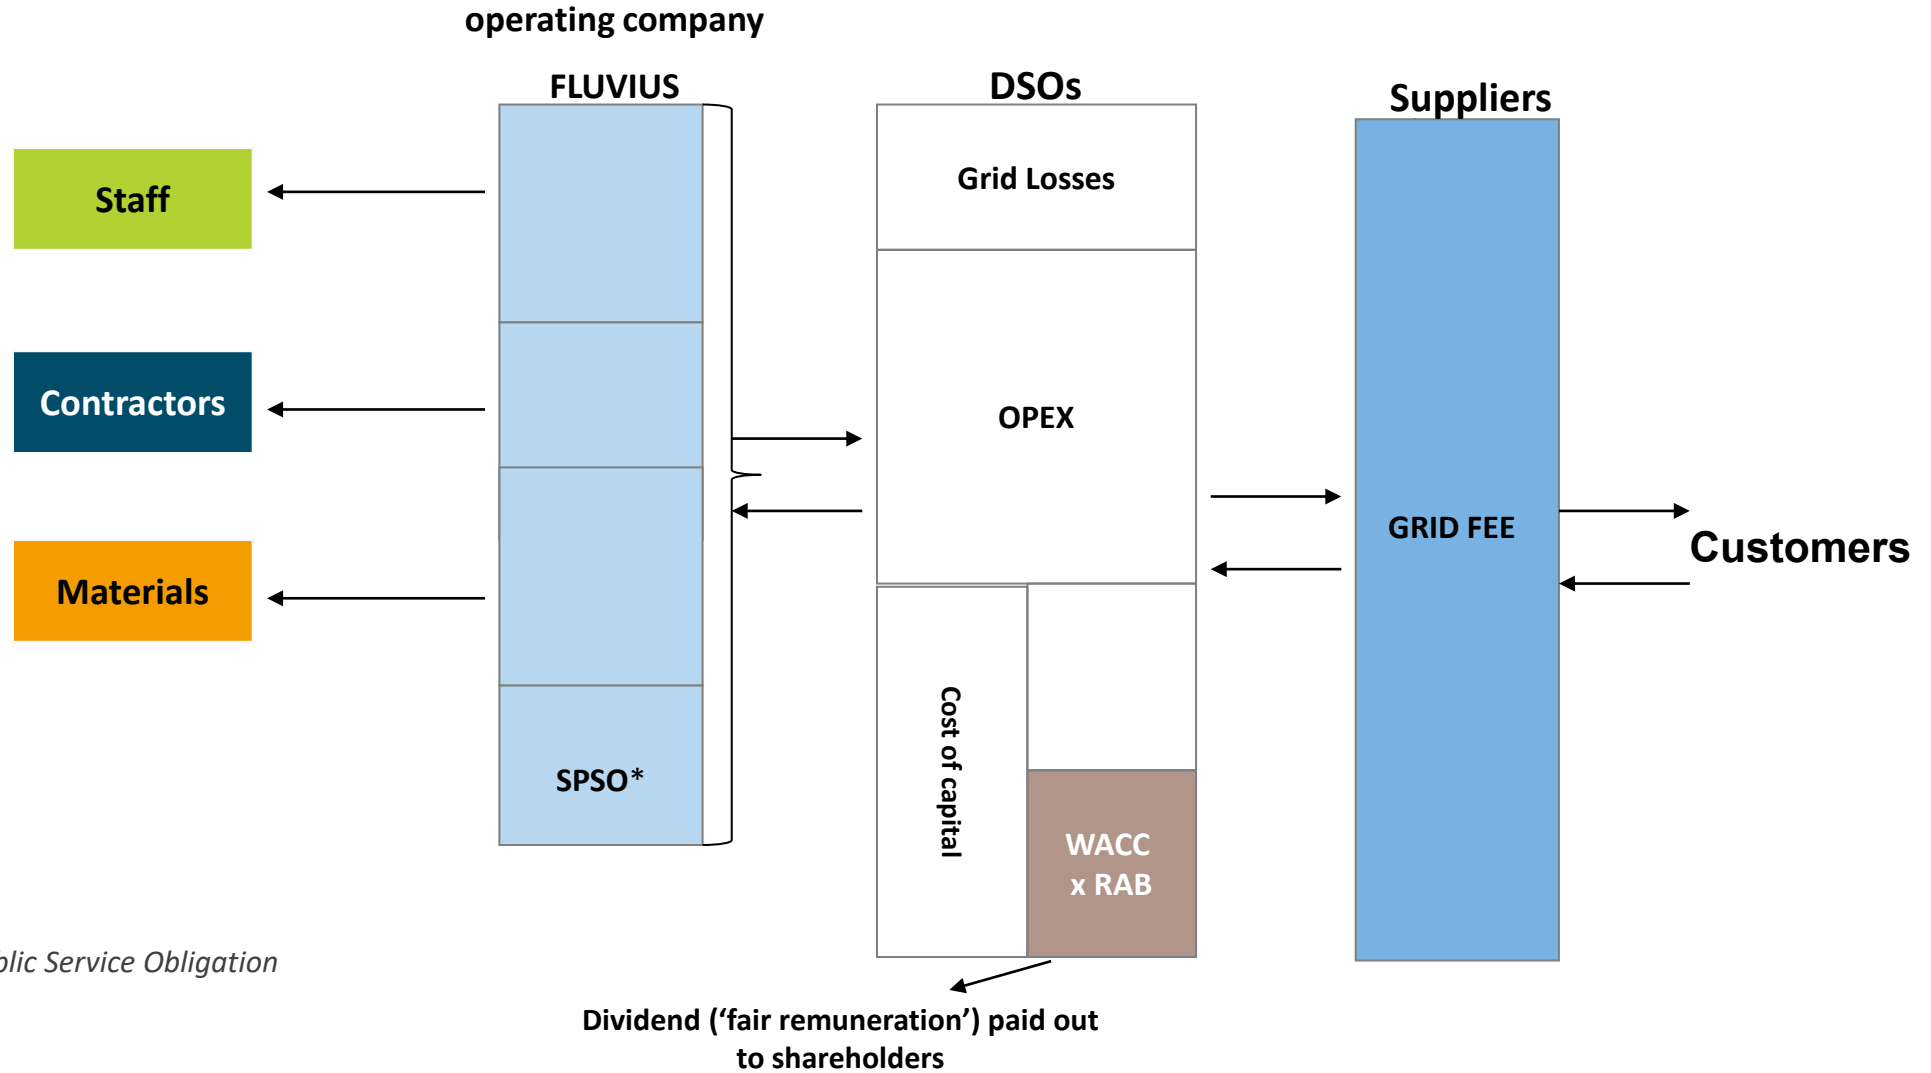 operating company
FLUVIUS
DSOs
Suppliers
Staff
Grid Losses
Contractors
OPEX
GRID FEE
Customers
Materials
Cost of capital
SPSO*
WACC
x RAB
Service Obligation
Dividend (‘fair remuneration’) paid out
to shareholders